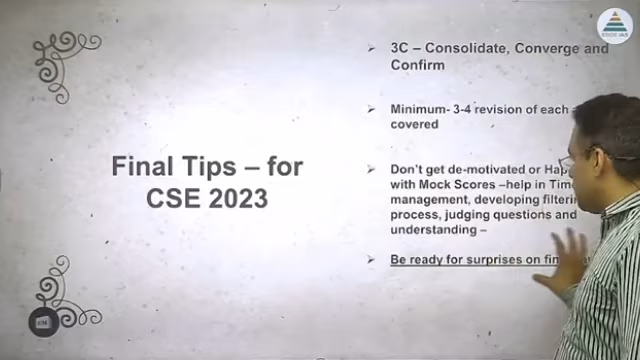 Final Tips – for
CSE 2023
3C – Consolidate, Converge and
Confirm
Minimum- 3-4 revision of each
covered
Don't get de-motivated or
with Mock Scores –help in
management, developing
process, judging questions and
understanding –
Be ready for surprises on